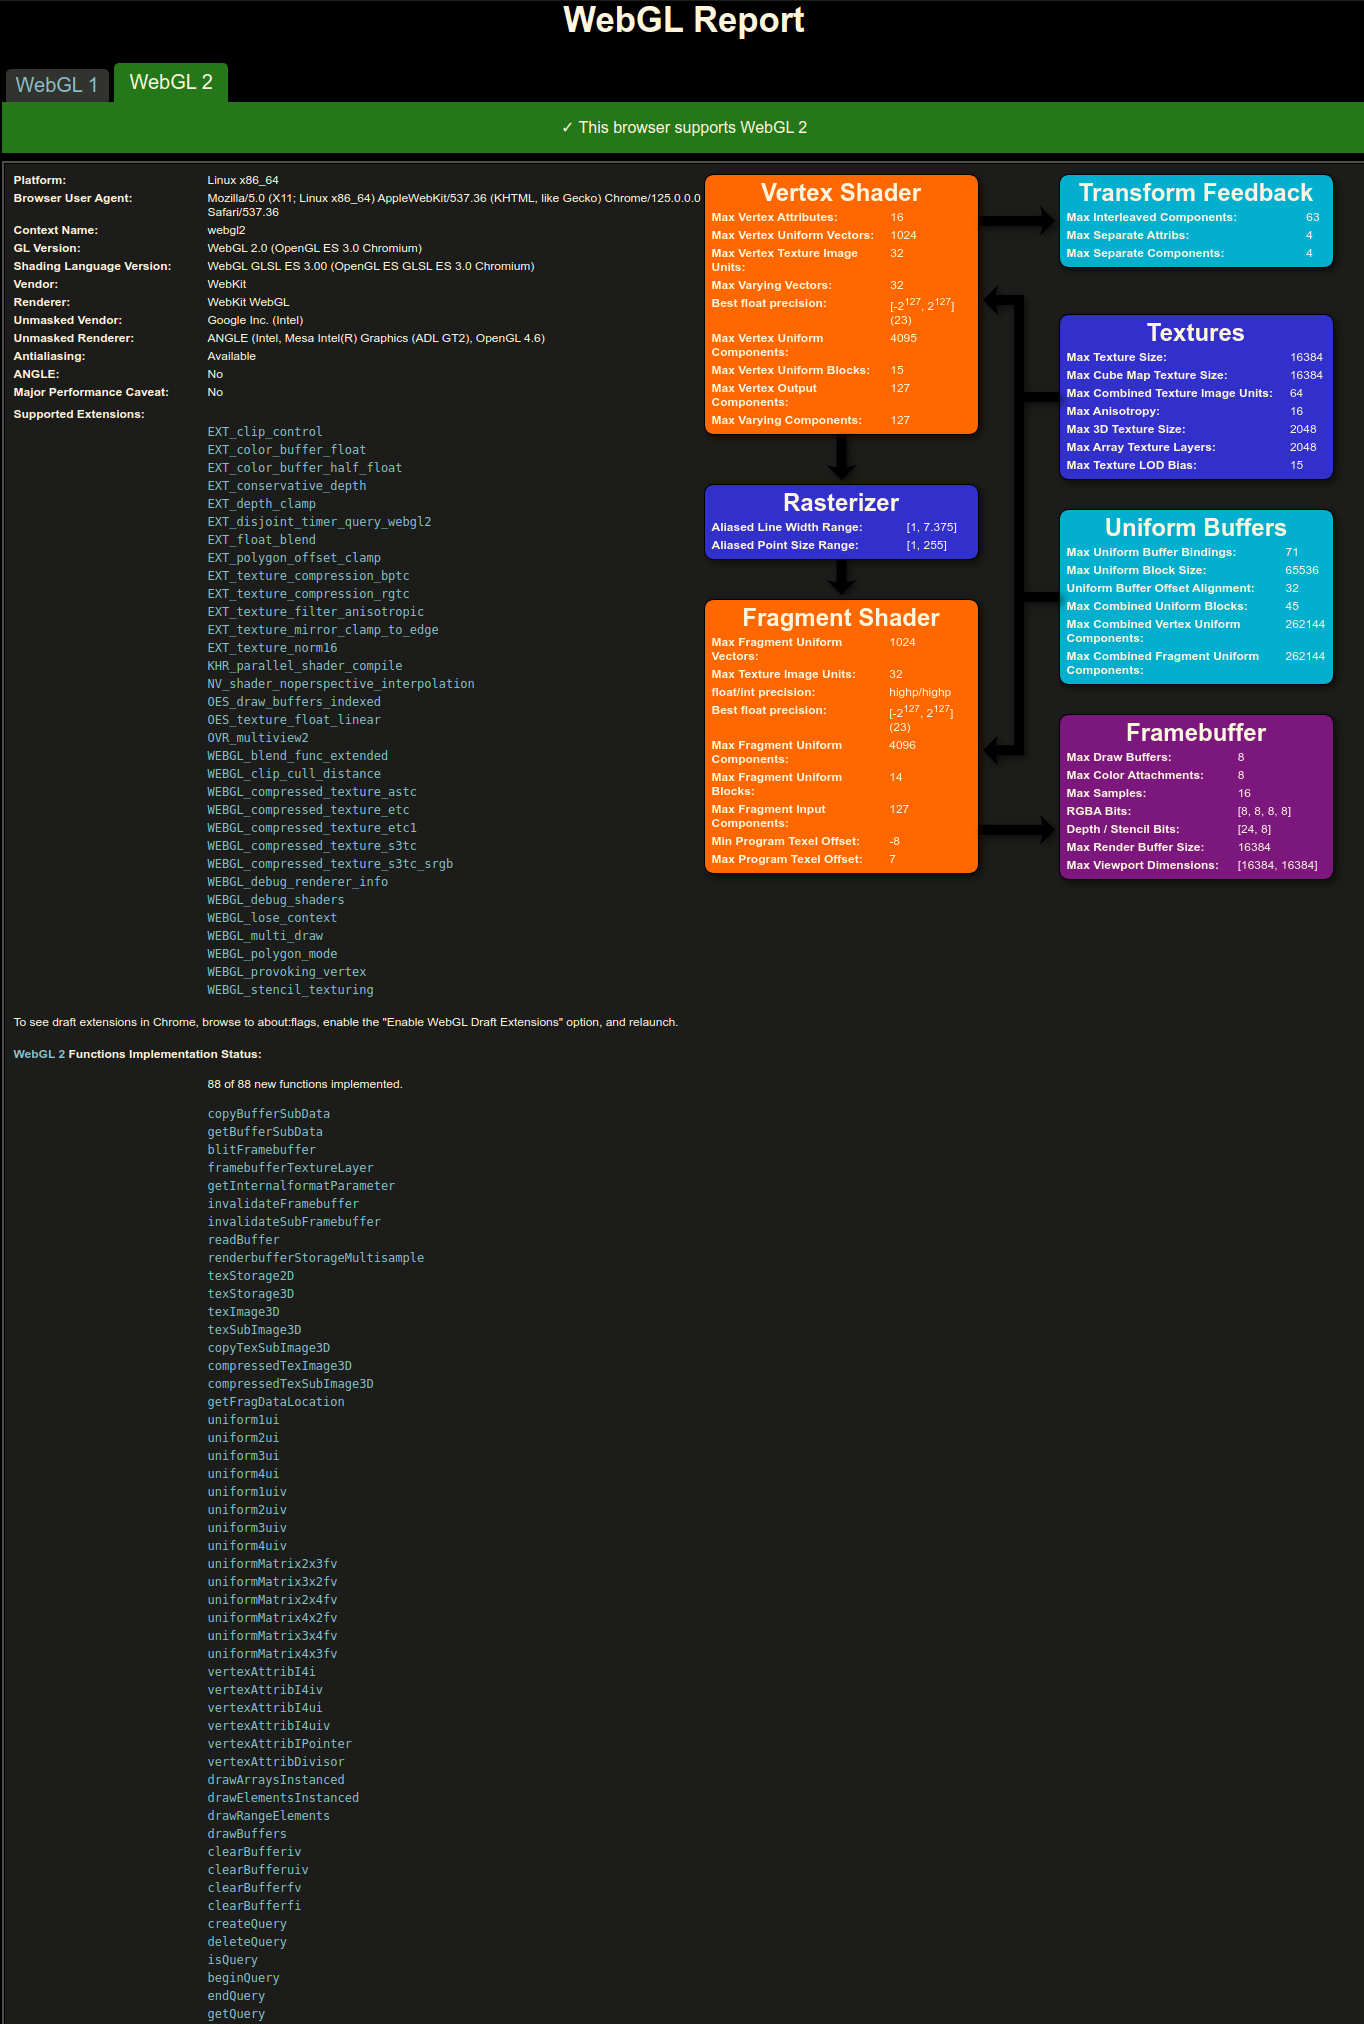 WebGL Report
WebGL 1
WebGL 2
✓ This browser supports WebGL 2
Platform: Linux x86_64
Browser User Agent: Mozilla/5.0 (X11; Linux x86_64) AppleWebKit/537.36 (KHTML, like Gecko) Chrome/125.0.0.0
Safari/537.36
Context Name: webgl2
GL Version: WebGL 2.0 (OpenGL ES 3.0 Chromium)
Shading Language Version: WebGL GLSL ES 3.00 (OpenGL ES GLSL ES 3.0 Chromium)
Vendor: WebKit
Renderer: WebKit WebGL
Unmasked Vendor: Google Inc. (Intel)
Unmasked Renderer: ANGLE (Intel, Mesa Intel(R) Graphics (ADL GT2), OpenGL 4.6)
Antialiasing: Available
ANGLE: No
Major Performance Caveat: No
Supported Extensions:
EXT_clip_control
EXT_color_buffer_float
EXT_color_buffer_half_float
EXT_conservative_depth
EXT_depth_clamp
EXT_disjoint_timer_query_webgl2
EXT_float_blend
EXT_polygon_offset_clamp
EXT_texture_compression_bptc
EXT_texture_compression_rgtc
EXT_texture_filter_anisotropic
EXT_texture_mirror_clamp_to_edge
EXT_texture_norm16
KHR_parallel_shader_compile
NV_shader_noperspective_interpolation
OES_draw_buffers_indexed
OES_texture_float_linear
OVR_multiview2
WEBGL_blend_func_extended
WEBGL_clip_cull_distance
WEBGL_compressed_texture_astc
WEBGL_compressed_texture_etc
WEBGL_compressed_texture_etc1
WEBGL_compressed_texture_s3tc
WEBGL_compressed_texture_s3tc_srgb
WEBGL_debug_renderer_info
WEBGL_debug_shaders
WEBGL_lose_context
WEBGL_multi_draw
WEBGL_polygon_mode
WEBGL_provoking_vertex
WEBGL_stencil_texturing
To see draft extensions in Chrome, browse to about:flags, enable the "Enable WebGL Draft Extensions" option, and relaunch.
WebGL 2 Functions Implementation Status:
88 of 88 new functions implemented.
copyBufferSubData
getBufferSubData
blitFramebuffer
framebufferTextureLayer
getInternalformatParameter
invalidateFramebuffer
invalidateSubFramebuffer
readBuffer
renderbufferStorageMultisample
texStorage2D
texStorage3D
texImage3D
texSubImage3D
copyTexSubImage3D
compressedTexImage3D
compressedTexSubImage3D
getFragDataLocation
uniform1ui
uniform2ui
uniform3ui
uniform4ui
uniform1uiv
uniform2uiv
uniform3uiv
uniform4uiv
uniformMatrix2x3fv
uniformMatrix3x2fv
uniformMatrix2x4fv
uniformMatrix4x2fv
uniformMatrix3x4fv
uniformMatrix4x3fv
vertexAttribI4i
vertexAttribI4iv
vertexAttribI4ui
vertexAttribI4uiv
vertexAttribIPointer
vertexAttribDivisor
drawArraysInstanced
drawElementsInstanced
drawRangeElements
drawBuffers
clearBufferiv
clearBufferuiv
clearBufferfv
clearBufferfi
createQuery
deleteQuery
isQuery
beginQuery
endQuery
getQuery
Vertex Shader
Max Vertex Attributes: 16
Max Vertex Uniform Vectors: 1024
Max Vertex Texture Image 32
Units:
Max Varying Vectors: 32
Best float precision: [-2^127, 2^127]
(23)
Max Vertex Uniform 4095
Components:
Max Vertex Uniform Blocks: 15
Max Vertex Output 127
Components:
Max Varying Components: 127
Rasterizer
Aliased Line Width Range: [1, 7.375]
Aliased Point Size Range: [1, 255]
Fragment Shader
Max Fragment Uniform 1024
Vectors:
Max Texture Image Units: 32
float/int precision: highp/highp
Best float precision: [-2^127, 2^127]
(23)
Max Fragment Uniform 4096
Components:
Max Fragment Uniform 14
Blocks:
Max Fragment Input 127
Components:
Min Program Texel Offset: -8
Max Program Texel Offset: 7
Transform Feedback
Max Interleaved Components: 63
Max Separate Attribs: 4
Max Separate Components: 4
Textures
Max Texture Size: 16384
Max Cube Map Texture Size: 16384
Max Combined Texture Image Units: 64
Max Anisotropy: 16
Max 3D Texture Size: 2048
Max Array Texture Layers: 2048
Max Texture LOD Bias: 15
Uniform Buffers
Max Uniform Buffer Bindings: 71
Max Uniform Block Size: 65536
Uniform Buffer Offset Alignment: 32
Max Combined Uniform Blocks: 45
Max Combined Vertex Uniform 262144
Components:
Max Combined Fragment Uniform 262144
Components:
Framebuffer
Max Draw Buffers: 8
Max Color Attachments: 8
Max Samples: 16
RGBA Bits: [8, 8, 8, 8]
Depth / Stencil Bits: [24, 8]
Max Render Buffer Size: 16384
Max Viewport Dimensions: [16384, 16384]